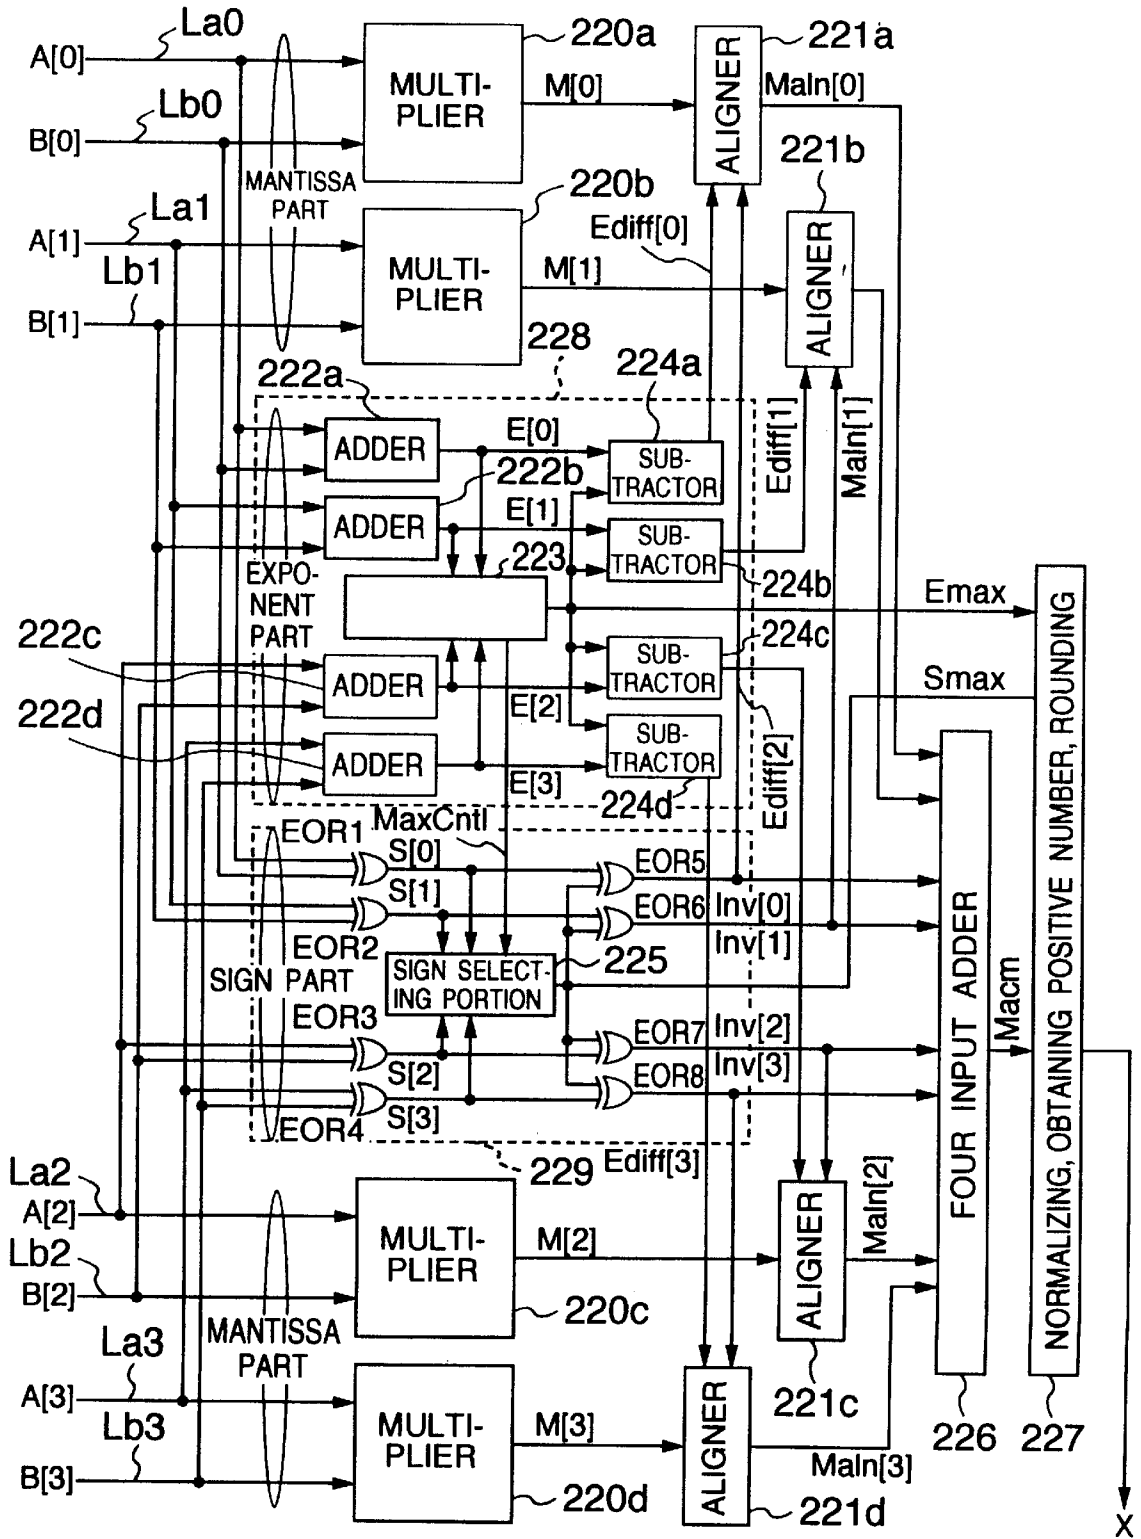 La0
220a
221a
A[0]
MULTI-
PLIER
ALIGNER
M[0]
Maln[0]
Lb0
B[0]
MANTISSA
PART
221b
220b
La1
A[1]
MULTI-
PLIER
ALIGNER
Ediff[0]
M[1]
Lb1
B[1]
228
222a
224a
Ediff[1]
Maln[1]
ADDER
E[0]
SUB-
TRACTOR
222b
ADDER
E[1]
SUB-
TRACTOR
224b
223
EXPO-
NENT
PART
Emax
222c
224c
ADDER
E[2]
SUB-
TRACTOR
Smax
222d
ADDER
E[3]
SUB-
TRACTOR
224d
Ediff[2]
MaxCntl
EOR1
S[0]
EOR5
S[1]
EOR6
Inv[0]
EOR2
Inv[1]
SIGN PART
SIGN SELECT-
ING PORTION
225
EOR3
EOR7
Inv[2]
S[2]
Inv[3]
EOR8
S[3]
EOR4
229
Ediff[3]
FOUR INPUT ADDER
Macm
NORMALIZING, OBTAINING POSITIVE NUMBER, ROUNDING
La2
A[2]
MULTI-
PLIER
M[2]
ALIGNER
Maln[2]
Lb2
B[2]
220c
MANTISSA
PART
La3
A[3]
MULTI-
PLIER
M[3]
ALIGNER
221c
226
227
Lb3
B[3]
Maln[3]
220d
221d
X